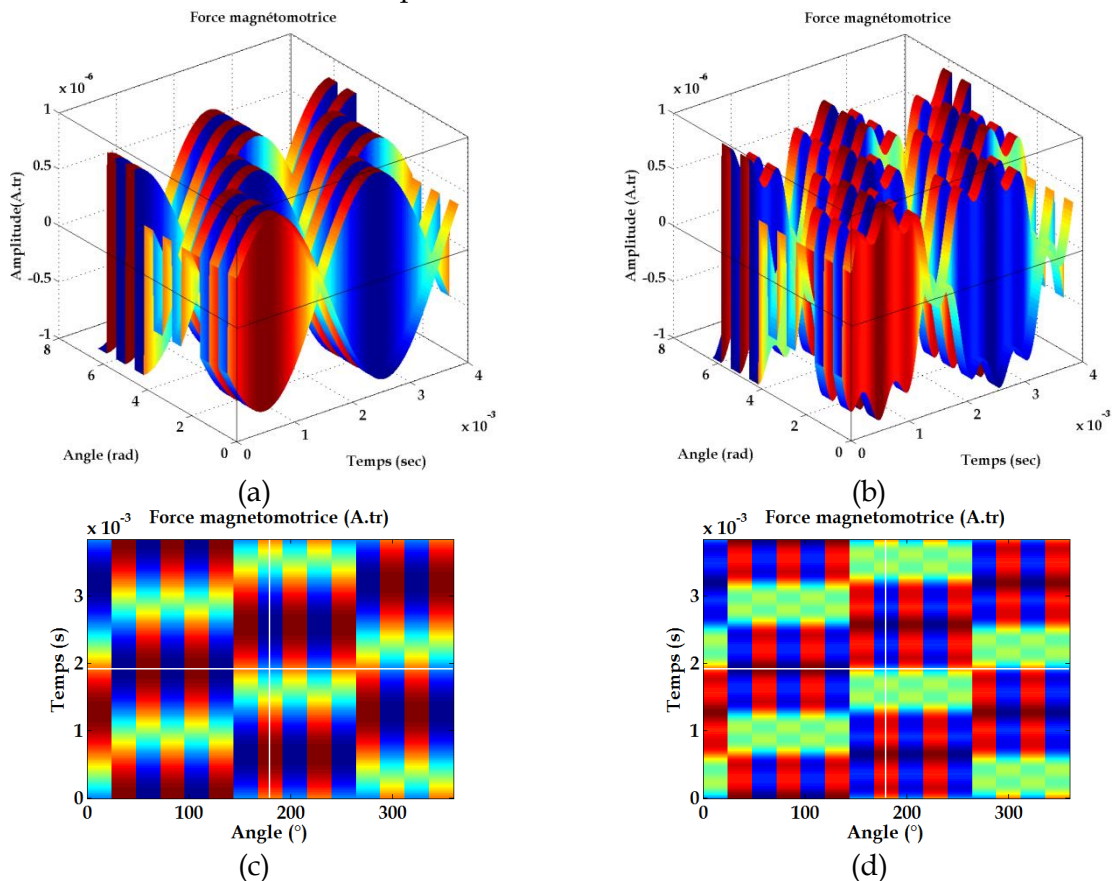 Force magnétomotrice
x 10⁻⁶
1
0.5
0
-0.5
-1
Amplitude(A.tr)
8
6
4
2
0
Angle (rad)
0
1
2
3
4
x 10⁻³
Temps (sec)
(a)
Force magnétomotrice
x 10⁻⁶
1
0.5
0
-0.5
-1
Amplitude (A.tr)
8
6
4
2
0
Angle (rad)
0
1
2
3
4
x 10⁻³
Temps (sec)
(b)
x 10⁻³
Force magnetomotrice (A.tr)
3
2
1
0
Temps (s)
0
100
200
300
Angle (°)
(c)
x 10⁻³
Force magnetomotrice (A.tr)
3
2
1
0
Temps (s)
0
100
200
300
Angle (°)
(d)